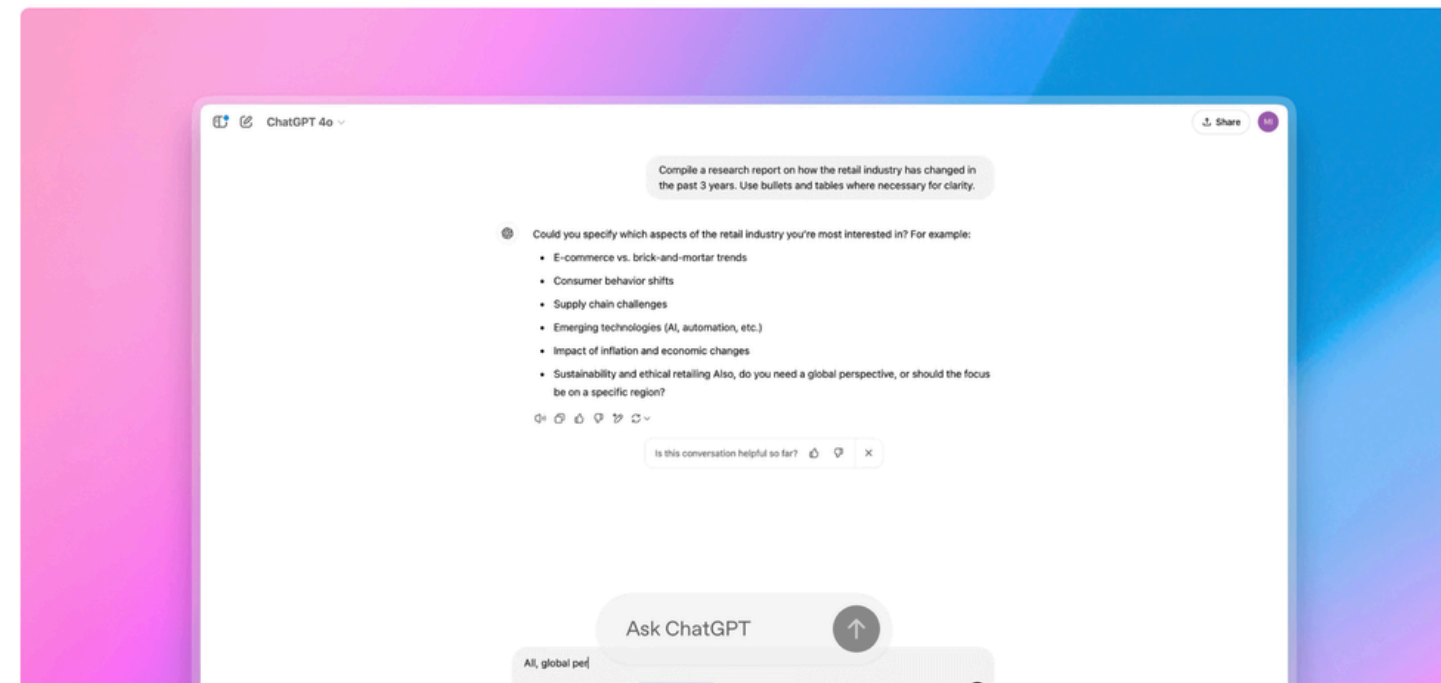 ChatGPT 4o
Share
MI
Compile a research report on how the retail industry has changed in
the past 3 years. Use bullets and tables where necessary for clarity.
Could you specify which aspects of the retail industry you're most interested in? For example:
• E-commerce vs. brick-and-mortar trends
• Consumer behavior shifts
• Supply chain challenges
• Emerging technologies (AI, automation, etc.)
• Impact of inflation and economic changes
• Sustainability and ethical retailing Also, do you need a global perspective, or should the focus
be on a specific region?
Is this conversation helpful so far?
Ask ChatGPT
All, global per